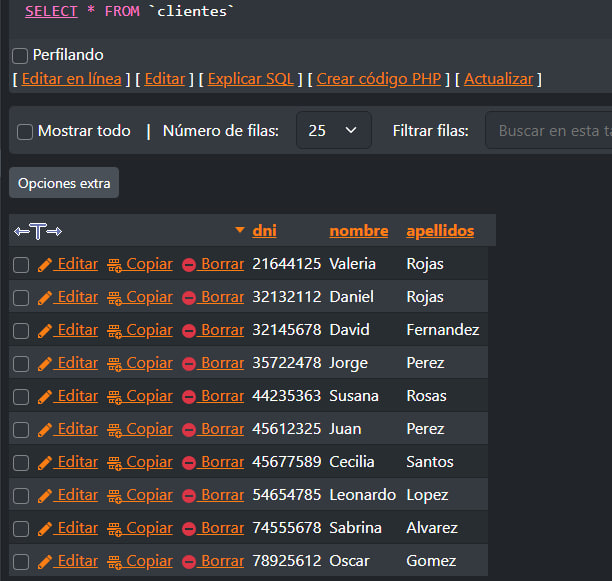 SELECT * FROM `clientes`
Perfilando
[ Editar en línea ] [ Editar ] [ Explicar SQL ] [ Crear código PHP ] [ Actualizar ]
Mostrar todo | Número de filas: 25 Filtrar filas: Buscar en esta
Opciones extra
←T→ dni nombre apellidos
Editar Copiar Borrar 21644125 Valeria Rojas
Editar Copiar Borrar 32132112 Daniel Rojas
Editar Copiar Borrar 32145678 David Fernandez
Editar Copiar Borrar 35722478 Jorge Perez
Editar Copiar Borrar 44235363 Susana Rosas
Editar Copiar Borrar 45612325 Juan Perez
Editar Copiar Borrar 45677589 Cecilia Santos
Editar Copiar Borrar 54654785 Leonardo Lopez
Editar Copiar Borrar 74555678 Sabrina Alvarez
Editar Copiar Borrar 78925612 Oscar Gomez